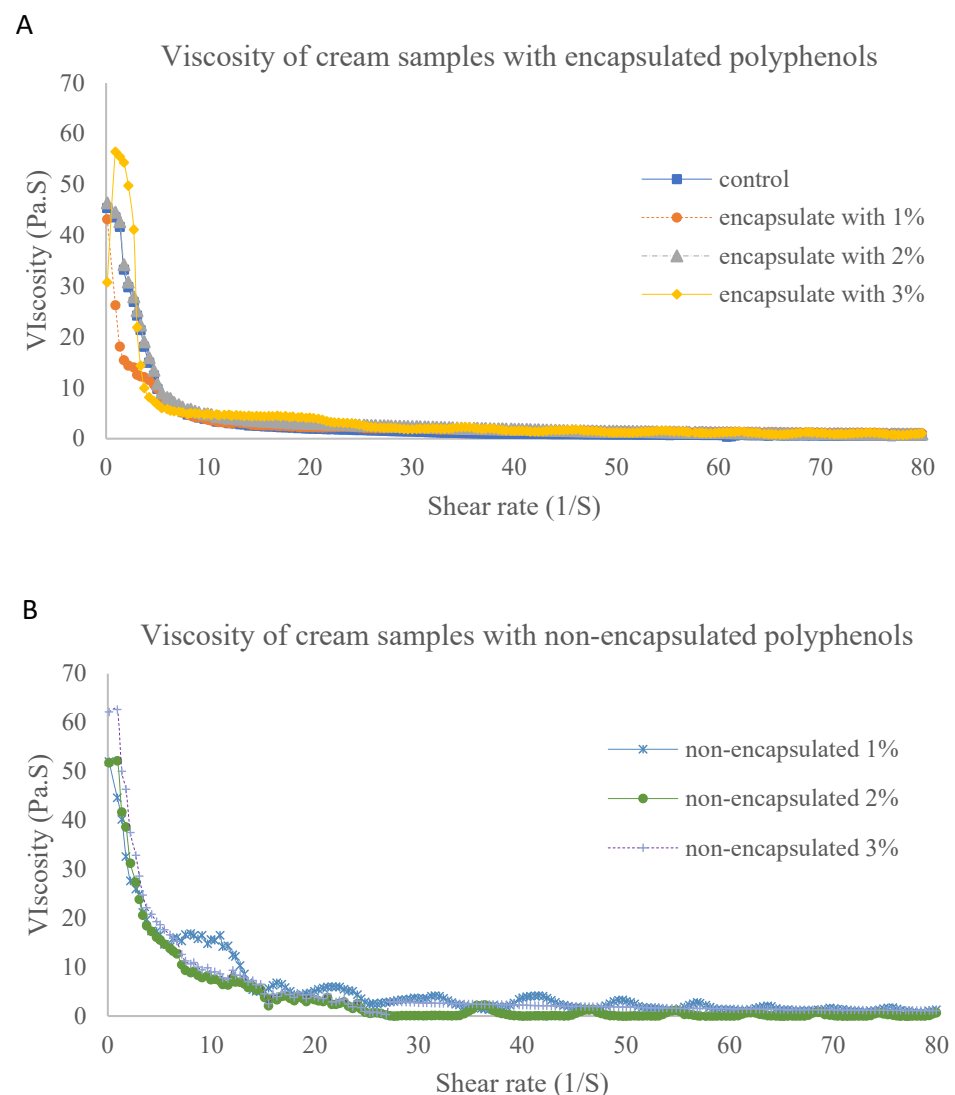 A
Viscosity of cream samples with encapsulated polyphenols
70
60
50
40
30
20
10
0
VIscosity (Pa.S)
control
encapsulate with 1%
encapsulate with 2%
encapsulate with 3%
0 10 20 30 40 50 60 70 80
Shear rate (1/S)
B
Viscosity of cream samples with non-encapsulated polyphenols
70
60
50
40
30
20
10
0
VIscosity (Pa.S)
non-encapsulated 1%
non-encapsulated 2%
non-encapsulated 3%
0 10 20 30 40 50 60 70 80
Shear rate (1/S)